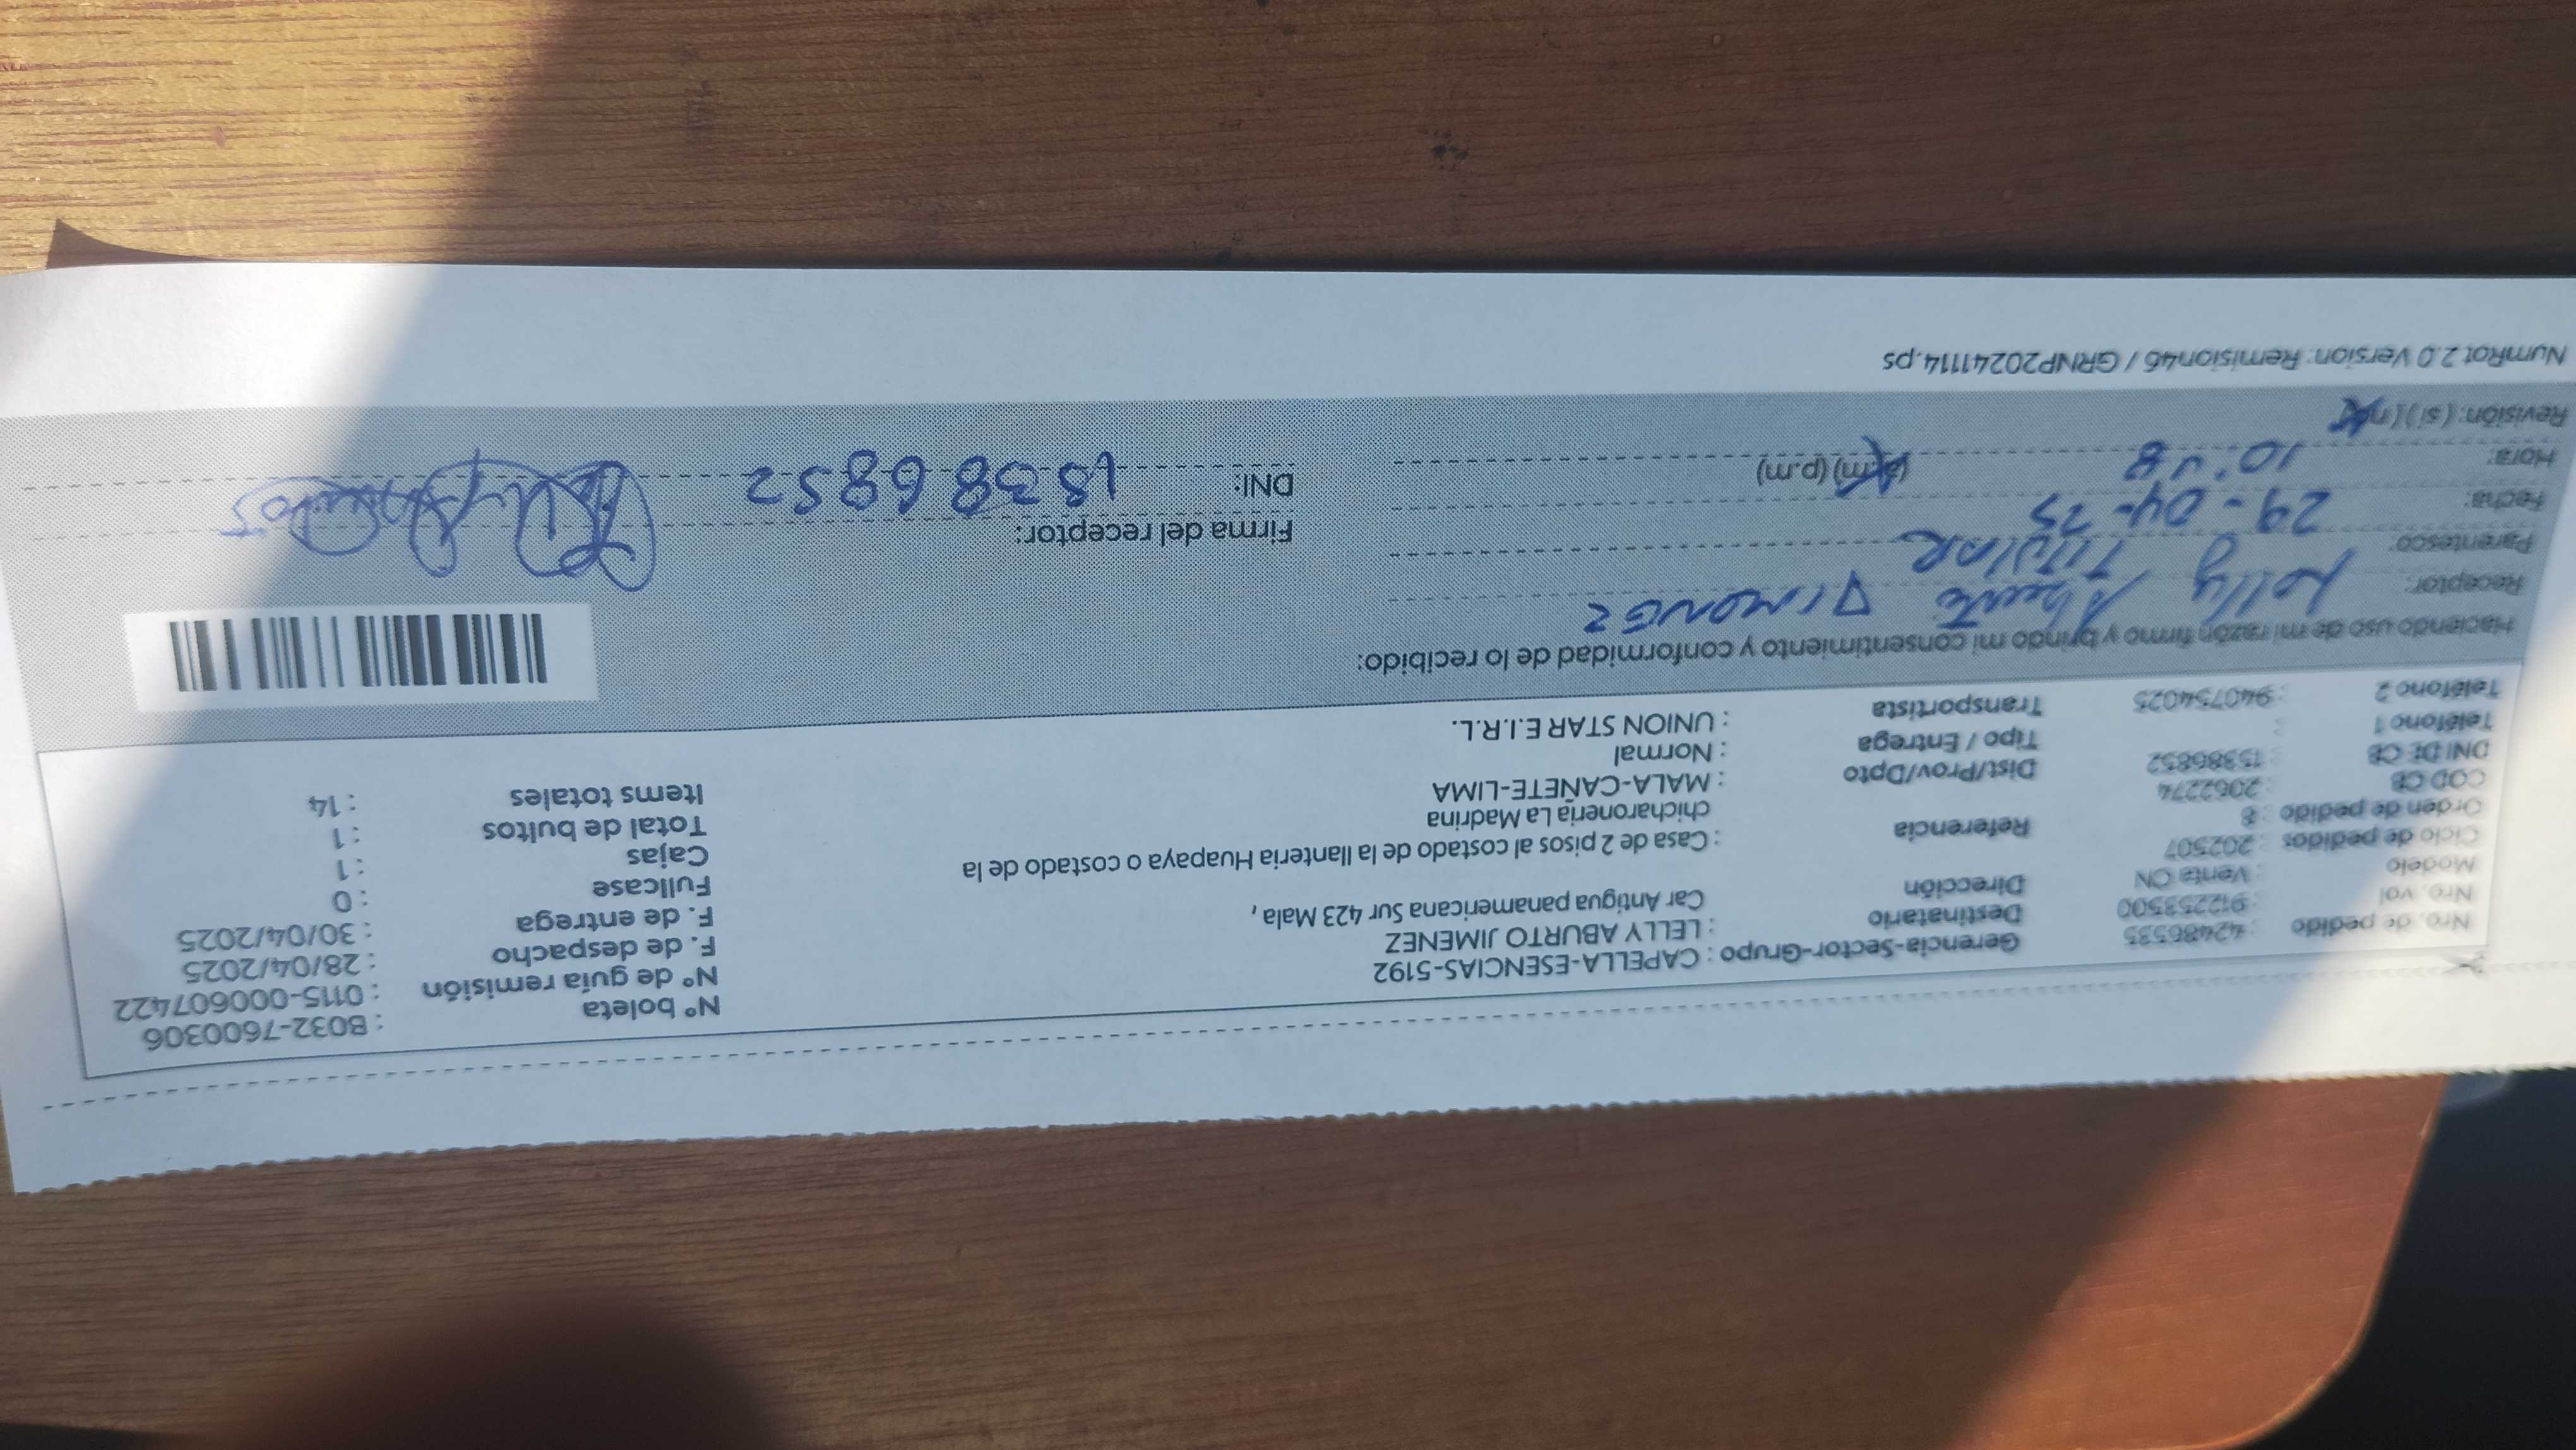 Nro. de pedido : 42486535
Nro. vol : 912253500
Modelo : Venta CN
Ciclo de pedidos : 202507
Orden de pedido : 8
COD CB : 2062274
DNI DE CB : 15386852
Teléfono 1 :
Teléfono 2 : 940754025
Gerencia-Sector-Grupo : CAPELLA-ESENCIAS-5192
Destinatario : LELLY ABURTO JIMENEZ
Dirección Car Antigua panamericana Sur 423 Mala ,
Referencia : Casa de 2 pisos al costado de la llanteria Huapaya o costado de la
chicharoneria La Madrina
Dist/Prov/Dpto : MALA-CAÑETE-LIMA
Tipo / Entrega : Normal
Transportista : UNION STAR E.I.R.L.
N° boleta : B032-7600306
N° de guía remisión : 0115-000607422
F. de despacho : 28/04/2025
F. de entrega : 30/04/2025
Fullcase : 0
Cajas : 1
Total de bultos : 1
Items totales : 14
Haciendo uso de mi razón firmo y brindo mi consentimiento y conformidad de lo recibido:
Receptor: Lelly
Parentesco: TITULAR
Fecha: 29-04-25
Hora: 10:48 (a.m) (p.m)
Revisión: (si) (no)
Firma del receptor:
DNI: 15386852
NumRot 2.0 Version: Remision46 / GRNP20241114.ps